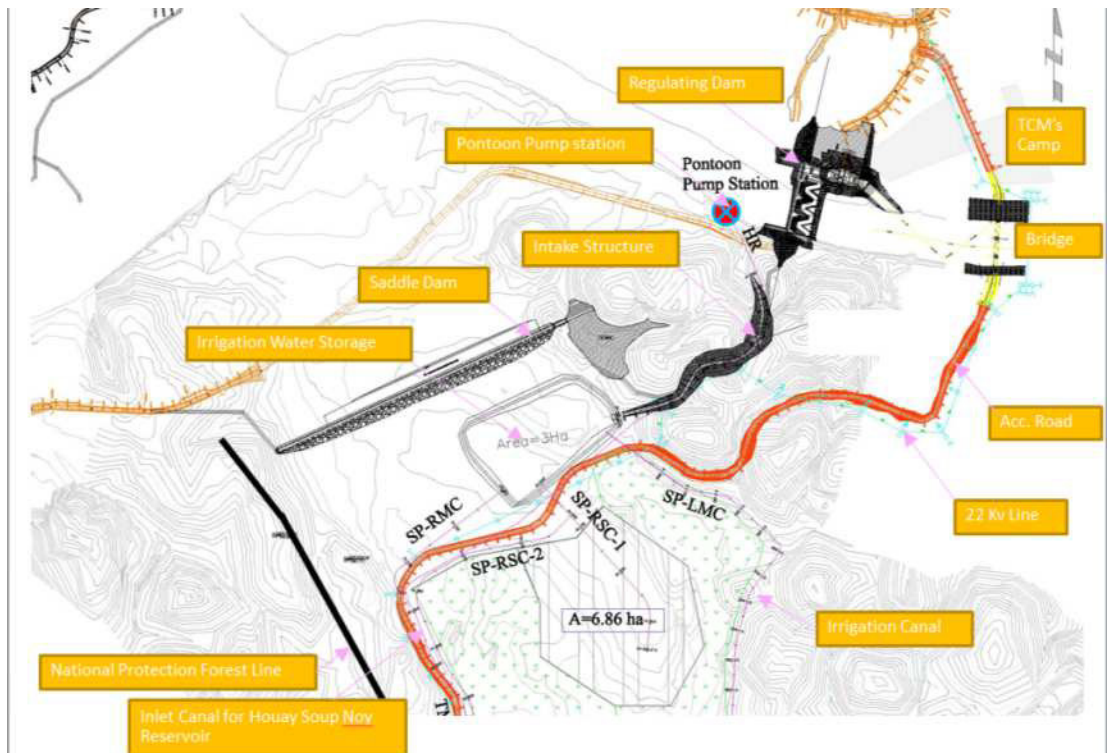 Regulating Dam
TCM's
Camp
Pontoon Pump station
Pontoon
Pump Station
HR
Intake Structure
Bridge
Saddle Dam
Irrigation Water Storage
Area=3Ha
Acc. Road
SP-LMC
22 Kv Line
SP-RMC
SP-RSC-1
SP-RSC-2
A=6.86 ha
Irrigation Canal
National Protection Forest Line
Inlet Canal for Houay Soup Noy
Reservoir